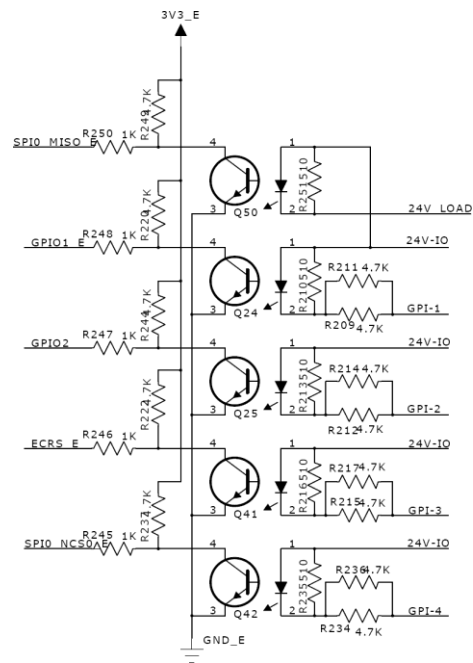 3V3_E
R249 4.7K
R250 1K
SPI0_MISO_E
4
3
Q50
1
2
R251 510
24V_LOAD
R220 4.7K
R248 1K
GPIO1_E
4
3
Q24
1
2
R210 510
24V-IO
R211 4.7K
R209 4.7K
GPI-1
4.7K
R247 1K
GPIO2
4
3
Q25
1
2
R213 510
24V-IO
R214 4.7K
R212 4.7K
GPI-2
R222 4.7K
R246 1K
ECRS_E
4
3
Q41
1
2
R216 510
24V-IO
R217 4.7K
R215 4.7K
GPI-3
4.7K
R245 1K
SPI0_NCS0_E
4
3
Q42
1
2
R235 510
24V-IO
R236 4.7K
R234 4.7K
GPI-4
GND_E